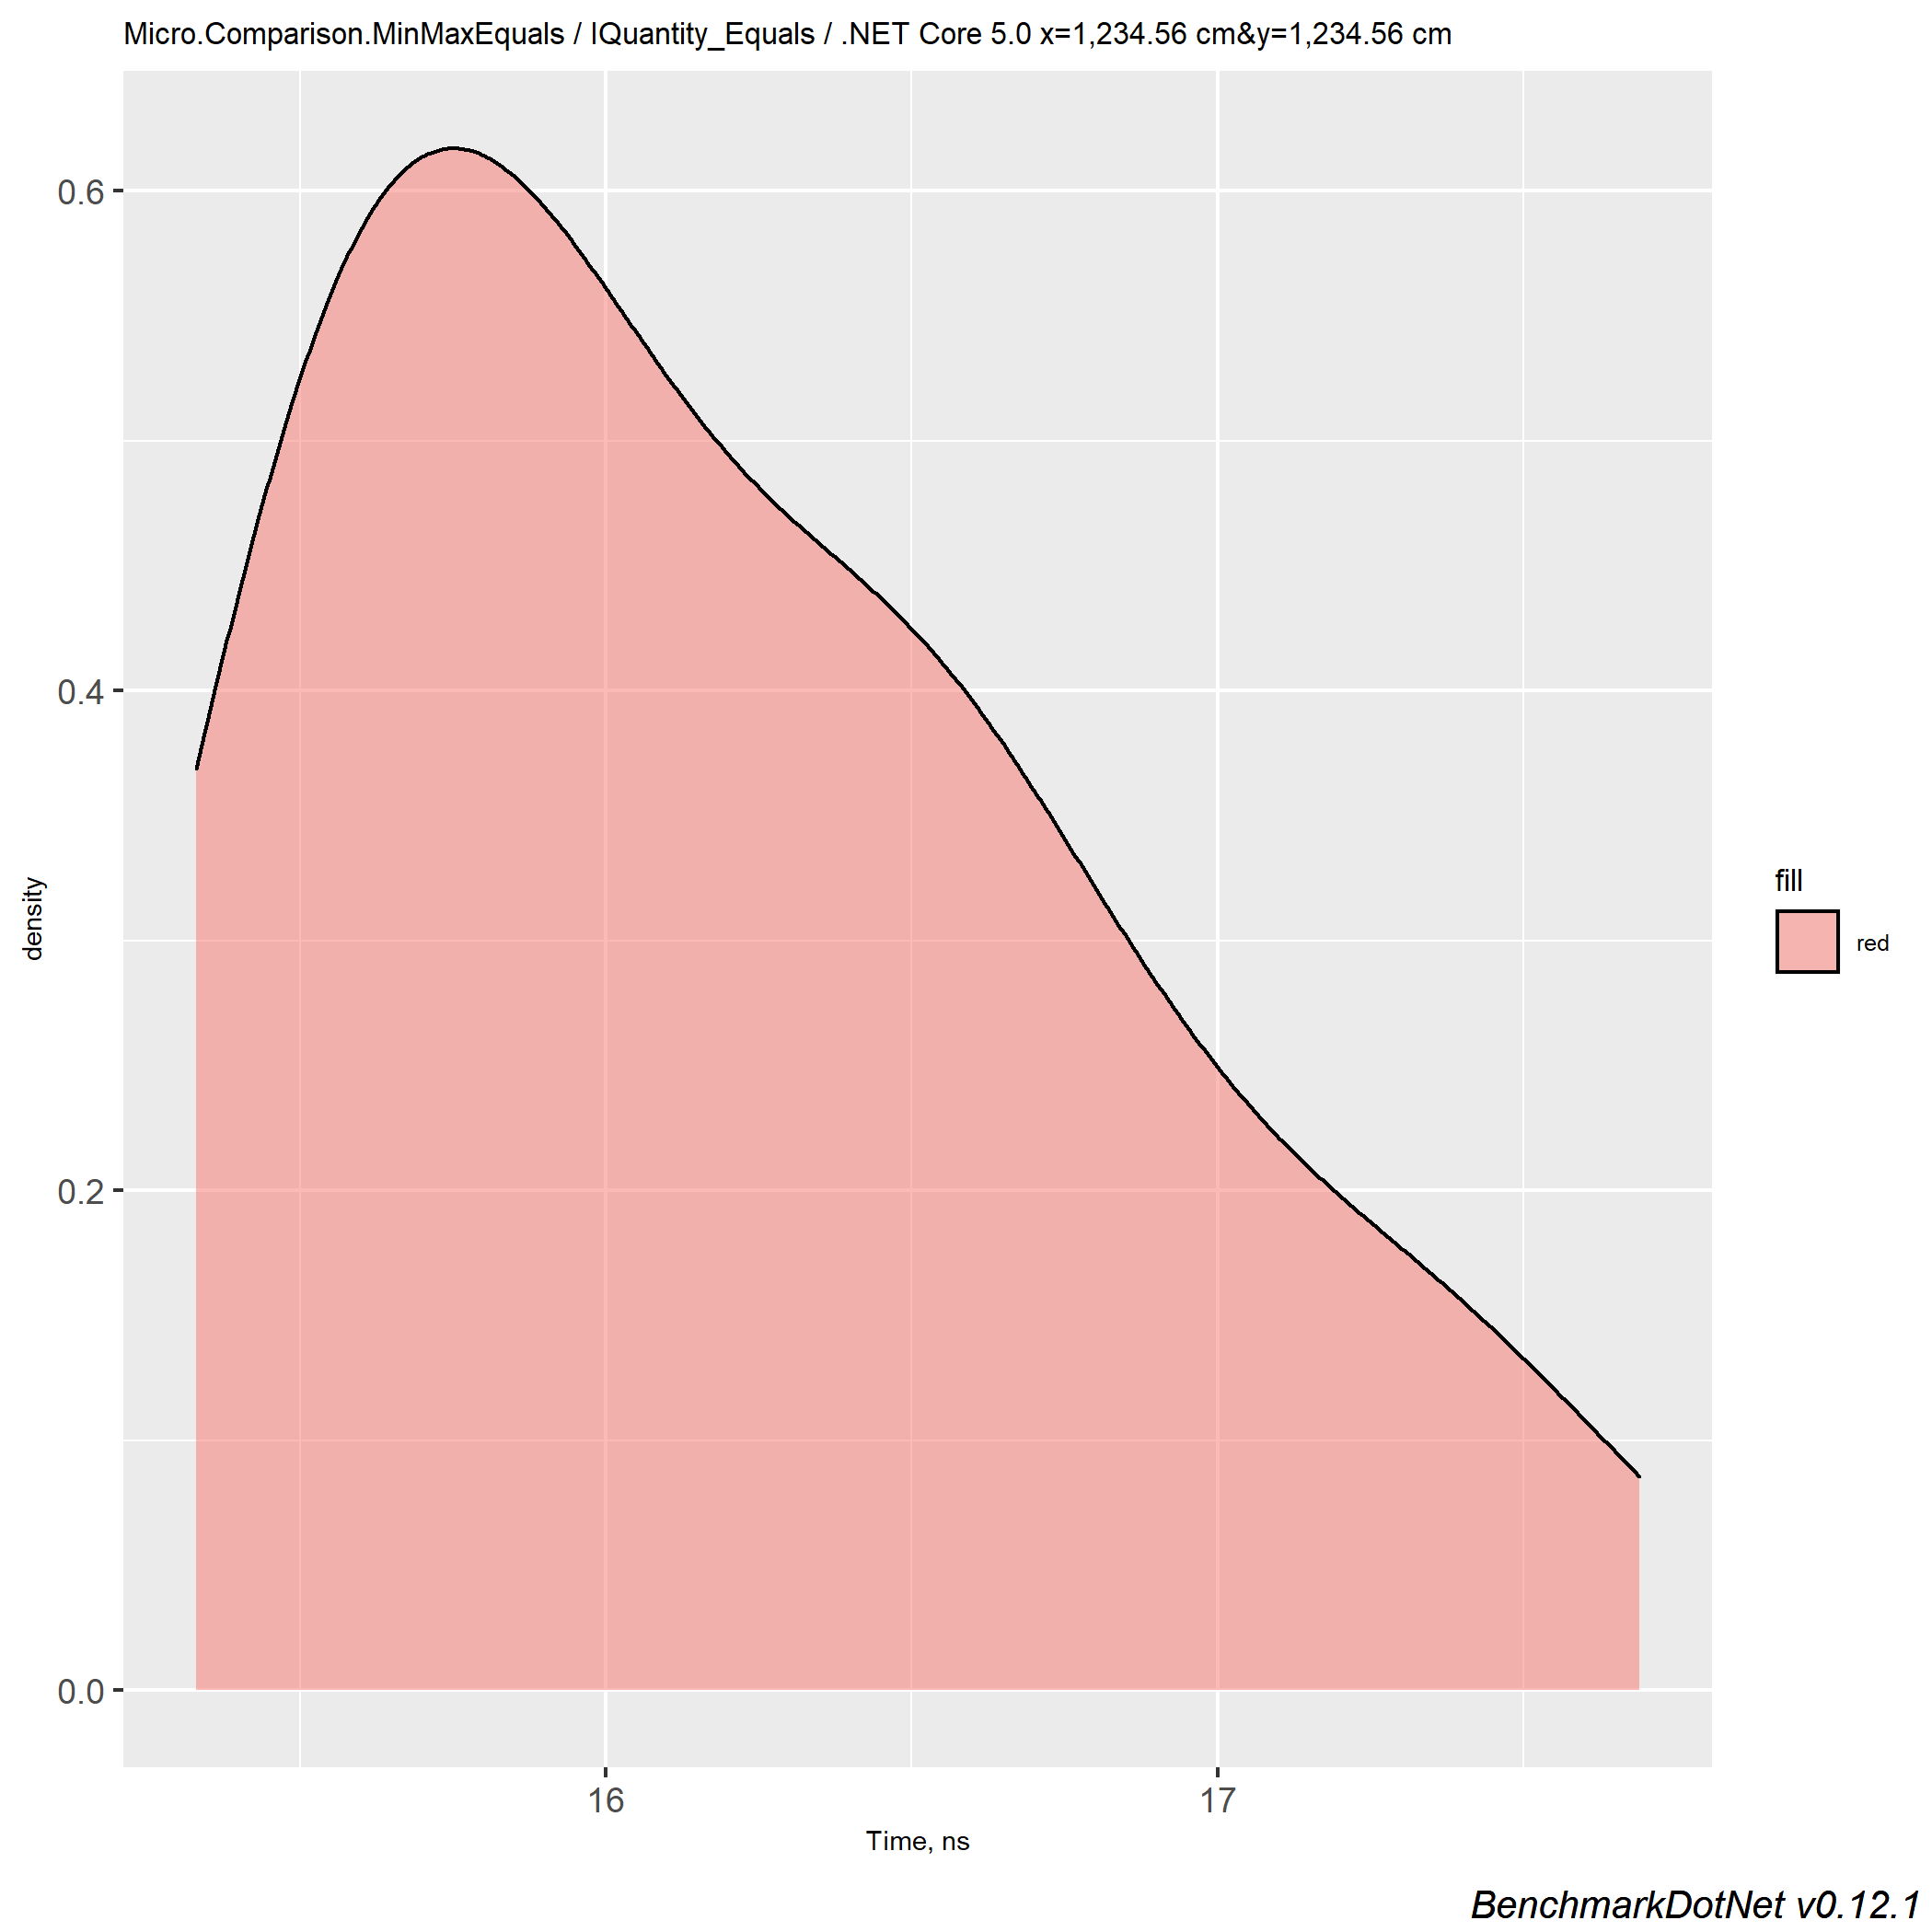 Micro.Comparison.MinMaxEquals / IQuantity_Equals / .NET Core 5.0 x=1,234.56 cm&y=1,234.56 cm
0.6
0.4
0.2
0.0
density
16
17
Time, ns
fill
red
BenchmarkDotNet v0.12.1